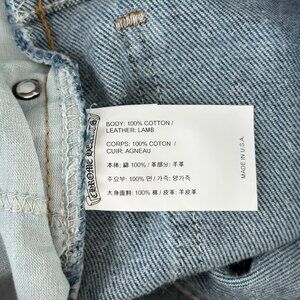 BODY: 100% COTTON /
LEATHER: LAMB
CORPS: 100% COTON /
CUIR: AGNEAU
本体: 綿 100% / 革部分: 羊革
주요부: 100% 면 / 가죽: 양가죽
大身面料: 100% 棉 / 皮革: 羊皮革
MADE IN U.S.A.
CHROME